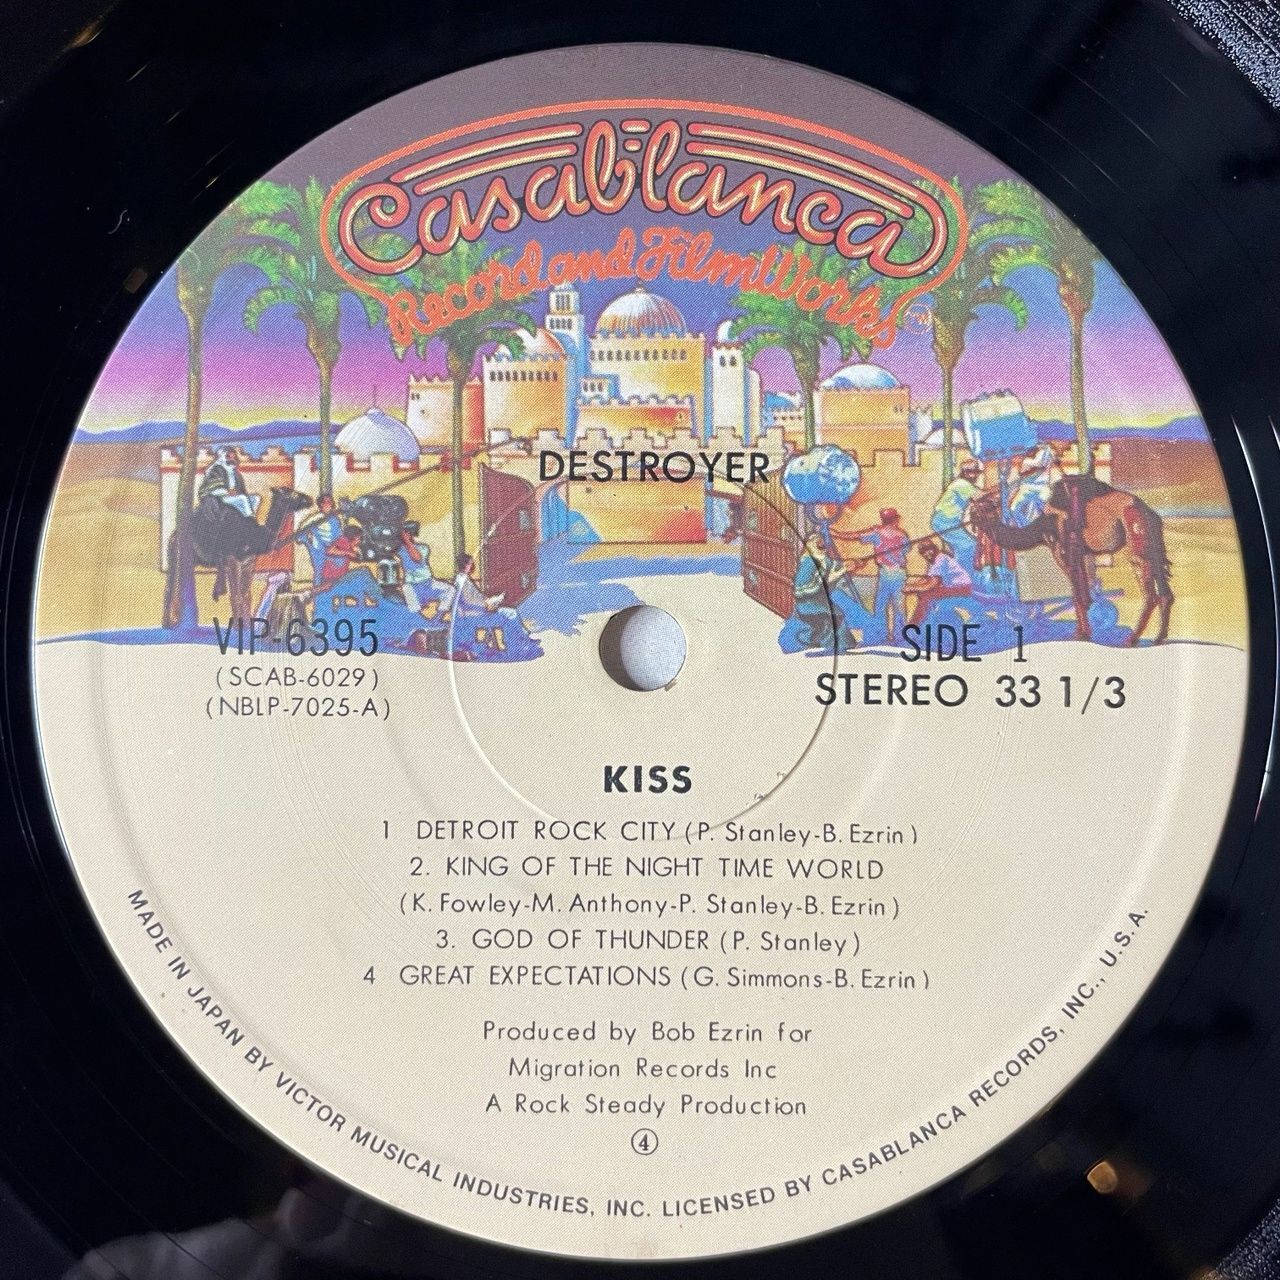 Casablanca
Record and FilmWorks
DESTROYER
VIP-6395
(SCAB-6029)
(NBLP-7025-A)
SIDE 1
STEREO 33 1/3
KISS
1 DETROIT ROCK CITY (P. Stanley-B. Ezrin)
2. KING OF THE NIGHT TIME WORLD
(K. Fowley-M. Anthony-P. Stanley-B. Ezrin)
3. GOD OF THUNDER (P. Stanley)
4 GREAT EXPECTATIONS (G. Simmons-B. Ezrin)
Produced by Bob Ezrin for
Migration Records Inc
A Rock Steady Production
④
MADE IN JAPAN BY VICTOR MUSICAL INDUSTRIES, INC. LICENSED BY CASABLANCA RECORDS, INC., U.S.A.